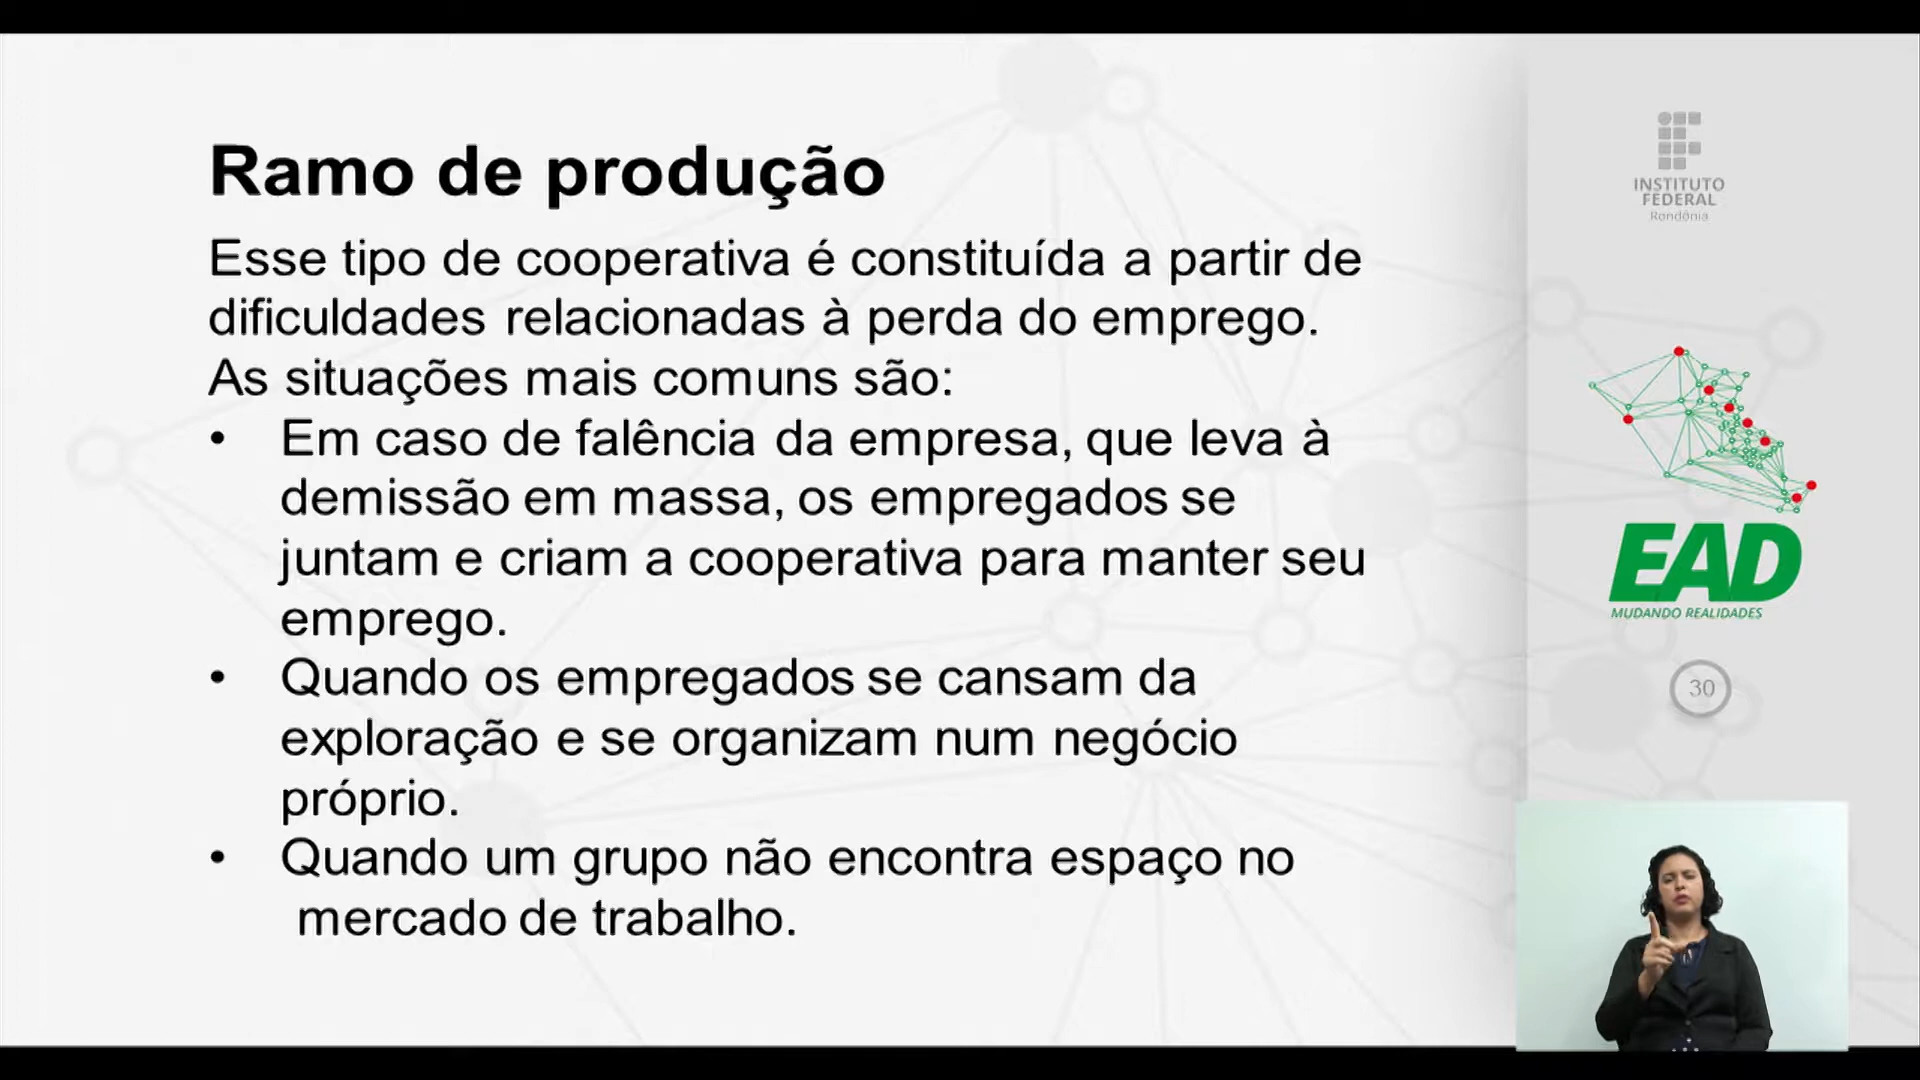 Ramo de produção
Esse tipo de cooperativa é constituída a partir de
dificuldades relacionadas à perda do emprego.
As situações mais comuns são:
• Em caso de falência da empresa, que leva à
demissão em massa, os empregados se
juntam e criam a cooperativa para manter seu
emprego.
• Quando os empregados se cansam da
exploração e se organizam num negócio
próprio.
• Quando um grupo não encontra espaço no
mercado de trabalho.
INSTITUTO
FEDERAL
Rondônia
EAD
MUDANDO REALIDADES
30